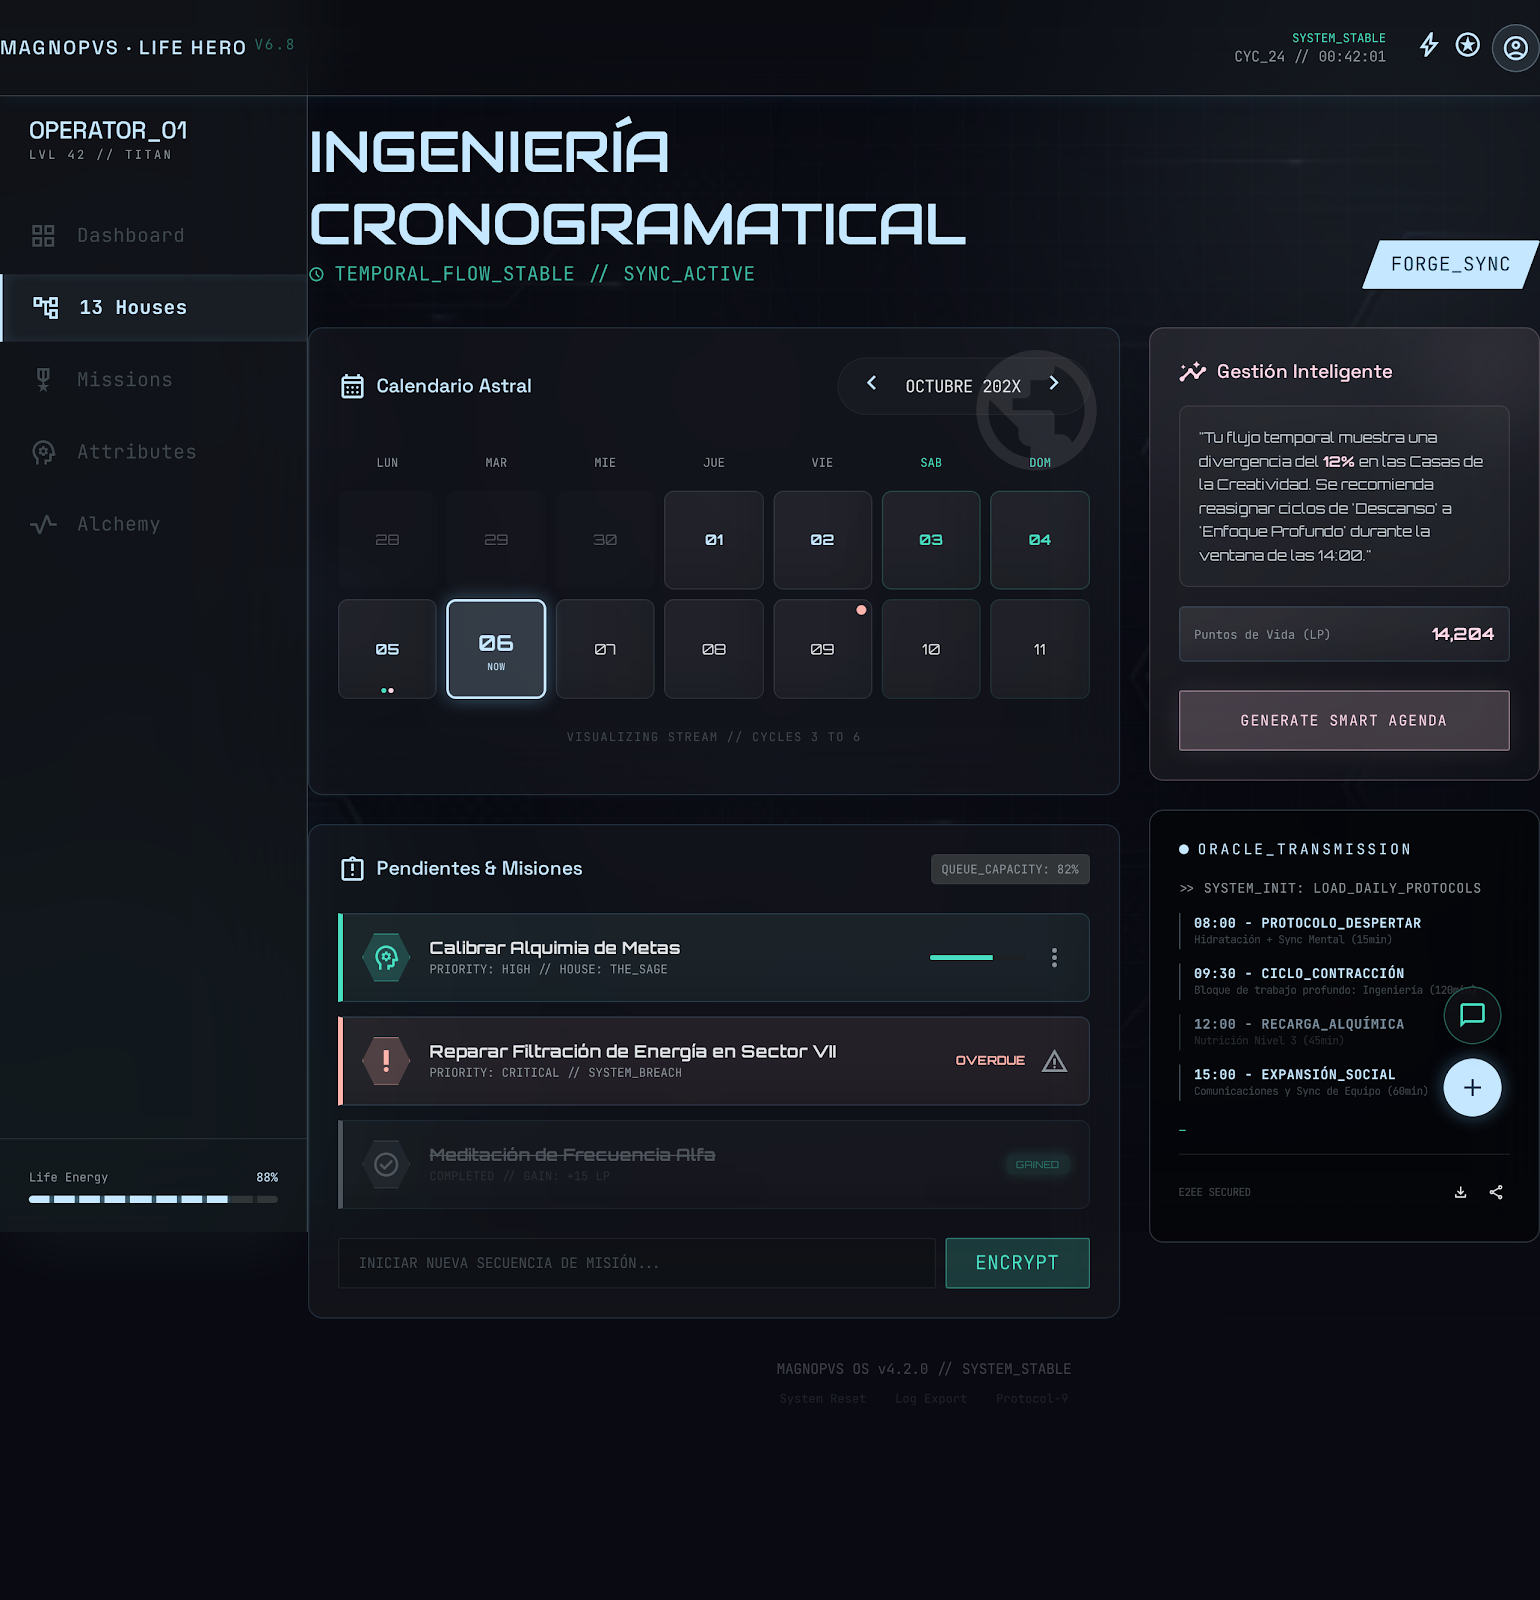 MAGNOPVS · LIFE HERO V6.8
SYSTEM_STABLE
CYC_24 // 00:42:01
OPERATOR_01
LVL 42 // TITAN
Dashboard
13 Houses
Missions
Attributes
Alchemy
Life Energy 88%
INGENIERÍA
CRONOGRAMATICAL
TEMPORAL_FLOW_STABLE // SYNC_ACTIVE
FORGE_SYNC
Calendario Astral
OCTUBRE 202X
LUN MAR MIE JUE VIE SAB DOM
28 29 30 01 02 03 04
05 06 07 08 09 10 11
NOW
VISUALIZING STREAM // CYCLES 3 TO 6
Pendientes & Misiones
QUEUE_CAPACITY: 82%
Calibrar Alquimia de Metas
PRIORITY: HIGH // HOUSE: THE_SAGE
Reparar Filtración de Energía en Sector VII
PRIORITY: CRITICAL // SYSTEM_BREACH
OVERDUE
Meditación de Frecuencia Alfa
COMPLETED // GAIN: +15 LP
GAINED
INICIAR NUEVA SECUENCIA DE MISIÓN...
ENCRYPT
Gestión Inteligente
"Tu flujo temporal muestra una
divergencia del 12% en las Casas de
la Creatividad. Se recomienda
reasignar ciclos de 'Descanso' a
'Enfoque Profundo' durante la
ventana de las 14:00."
Puntos de Vida (LP) 14,204
GENERATE SMART AGENDA
ORACLE_TRANSMISSION
>> SYSTEM_INIT: LOAD_DAILY_PROTOCOLS
08:00 - PROTOCOLO_DESPERTAR
Hidratación + Sync Mental (15min)
09:30 - CICLO_CONTRACCIÓN
Bloque de trabajo profundo: Ingeniería (120min)
12:00 - RECARGA_ALQUÍMICA
Nutrición Nivel 3 (45min)
15:00 - EXPANSIÓN_SOCIAL
Comunicaciones y Sync de Equipo (60min)
_
E2EE SECURED
MAGNOPVS OS v4.2.0 // SYSTEM_STABLE
System Reset Log Export Protocol-9